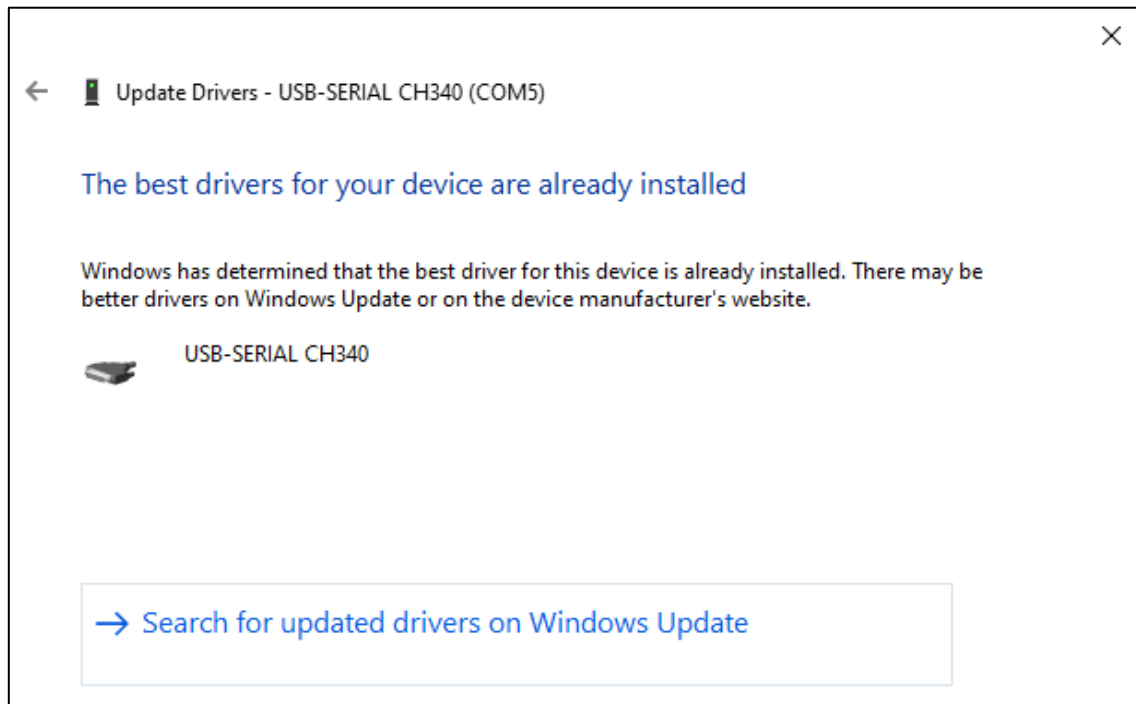 Update Drivers - USB-SERIAL CH340 (COM5)
The best drivers for your device are already installed
Windows has determined that the best driver for this device is already installed. There may be
better drivers on Windows Update or on the device manufacturer's website.
USB-SERIAL CH340
Search for updated drivers on Windows Update